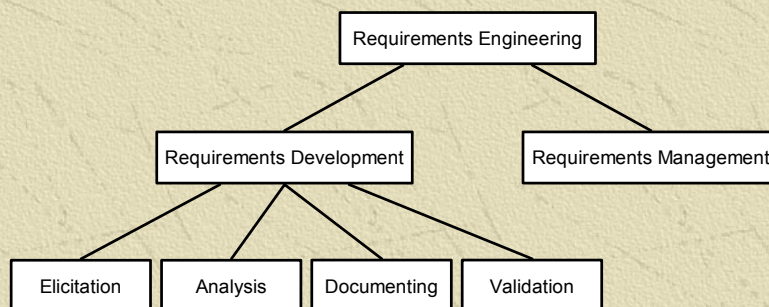 Requirements Engineering
Requirements Development
Requirements Management
Elicitation
Analysis
Documenting
Validation